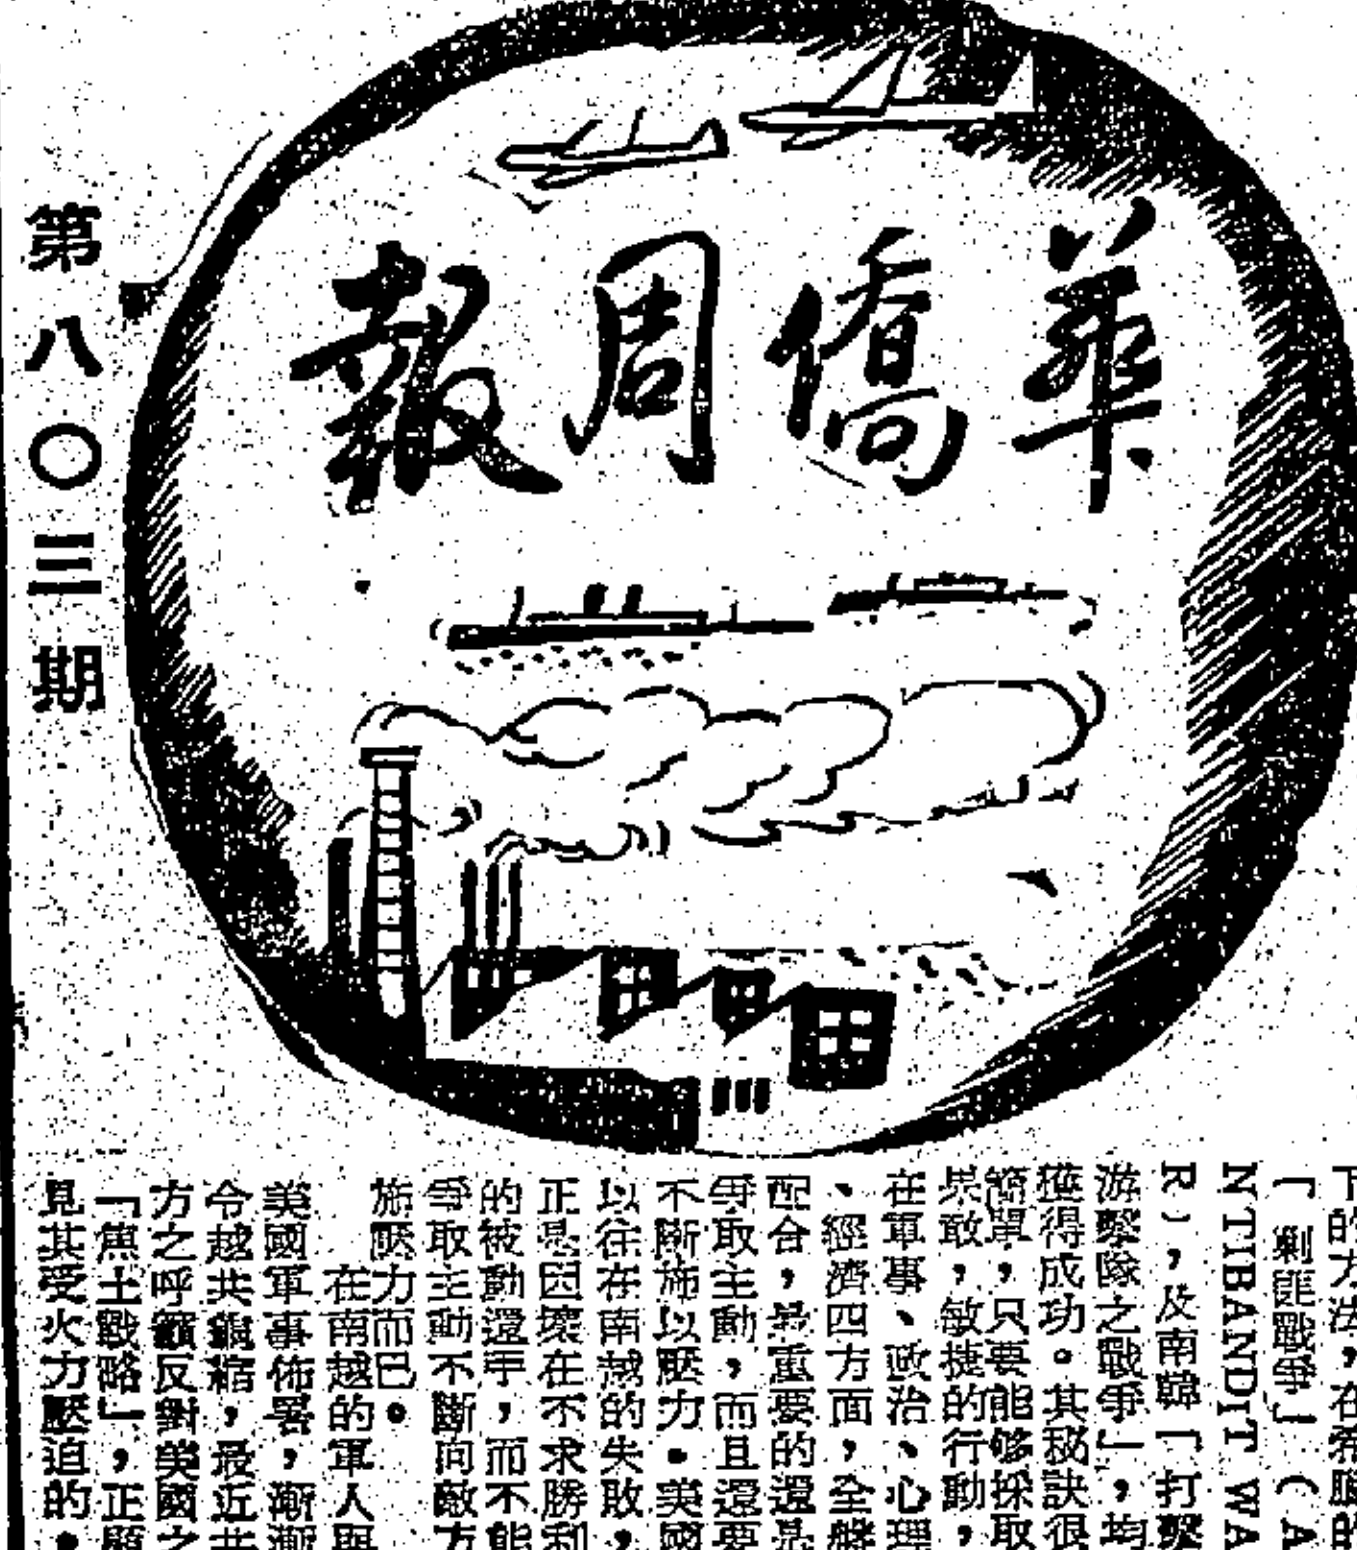 華僑周報
第八〇三期
下的方法，在希臘的
「剿匪戰爭」（A
NTIBANDIT WA
R），及南韓「打擊
游擊隊之戰爭」，均
獲得成功。其秘訣很
簡單，只要能够採取
果敢，敏捷的行動，
在軍事、政治、心理
、經濟四方面，全盤
配合，最重要的還是
爭取主動，而且還要
不斷施以壓力。美國
以往在南越的失敗，
正是因壞在不求勝利
的被動還手，而不能
爭取主動不斷向敵方
施壓力而巴。
在南越的軍人與
美國軍事佈署，漸漸
令越共龜縮，最近共
方之呼籲反對美國之
「焦土戰略」，正顯
見其受火力壓迫的。